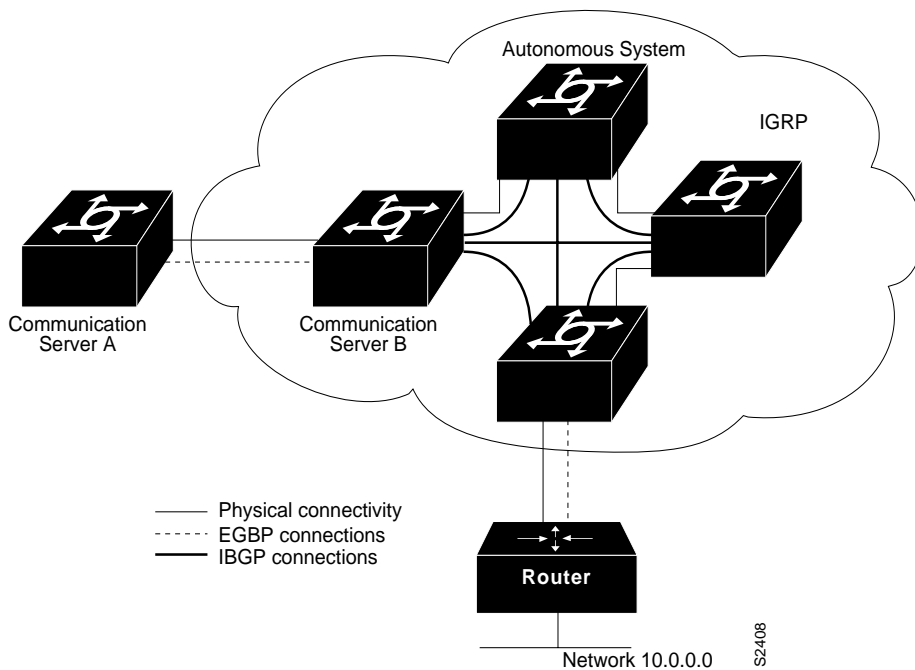 Autonomous System
IGRP
Communication
Server A
Communication
Server B
Physical connectivity
EGBP connections
IBGP connections
Router
Network 10.0.0.0
S2408